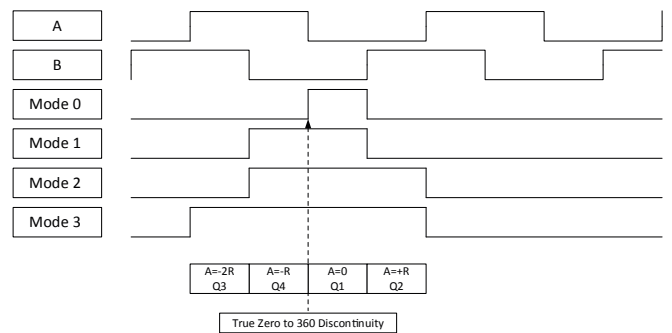 A
B
Mode 0
Mode 1
Mode 2
Mode 3
A=-2R A=-R A=0 A=+R
Q3 Q4 Q1 Q2
True Zero to 360 Discontinuity